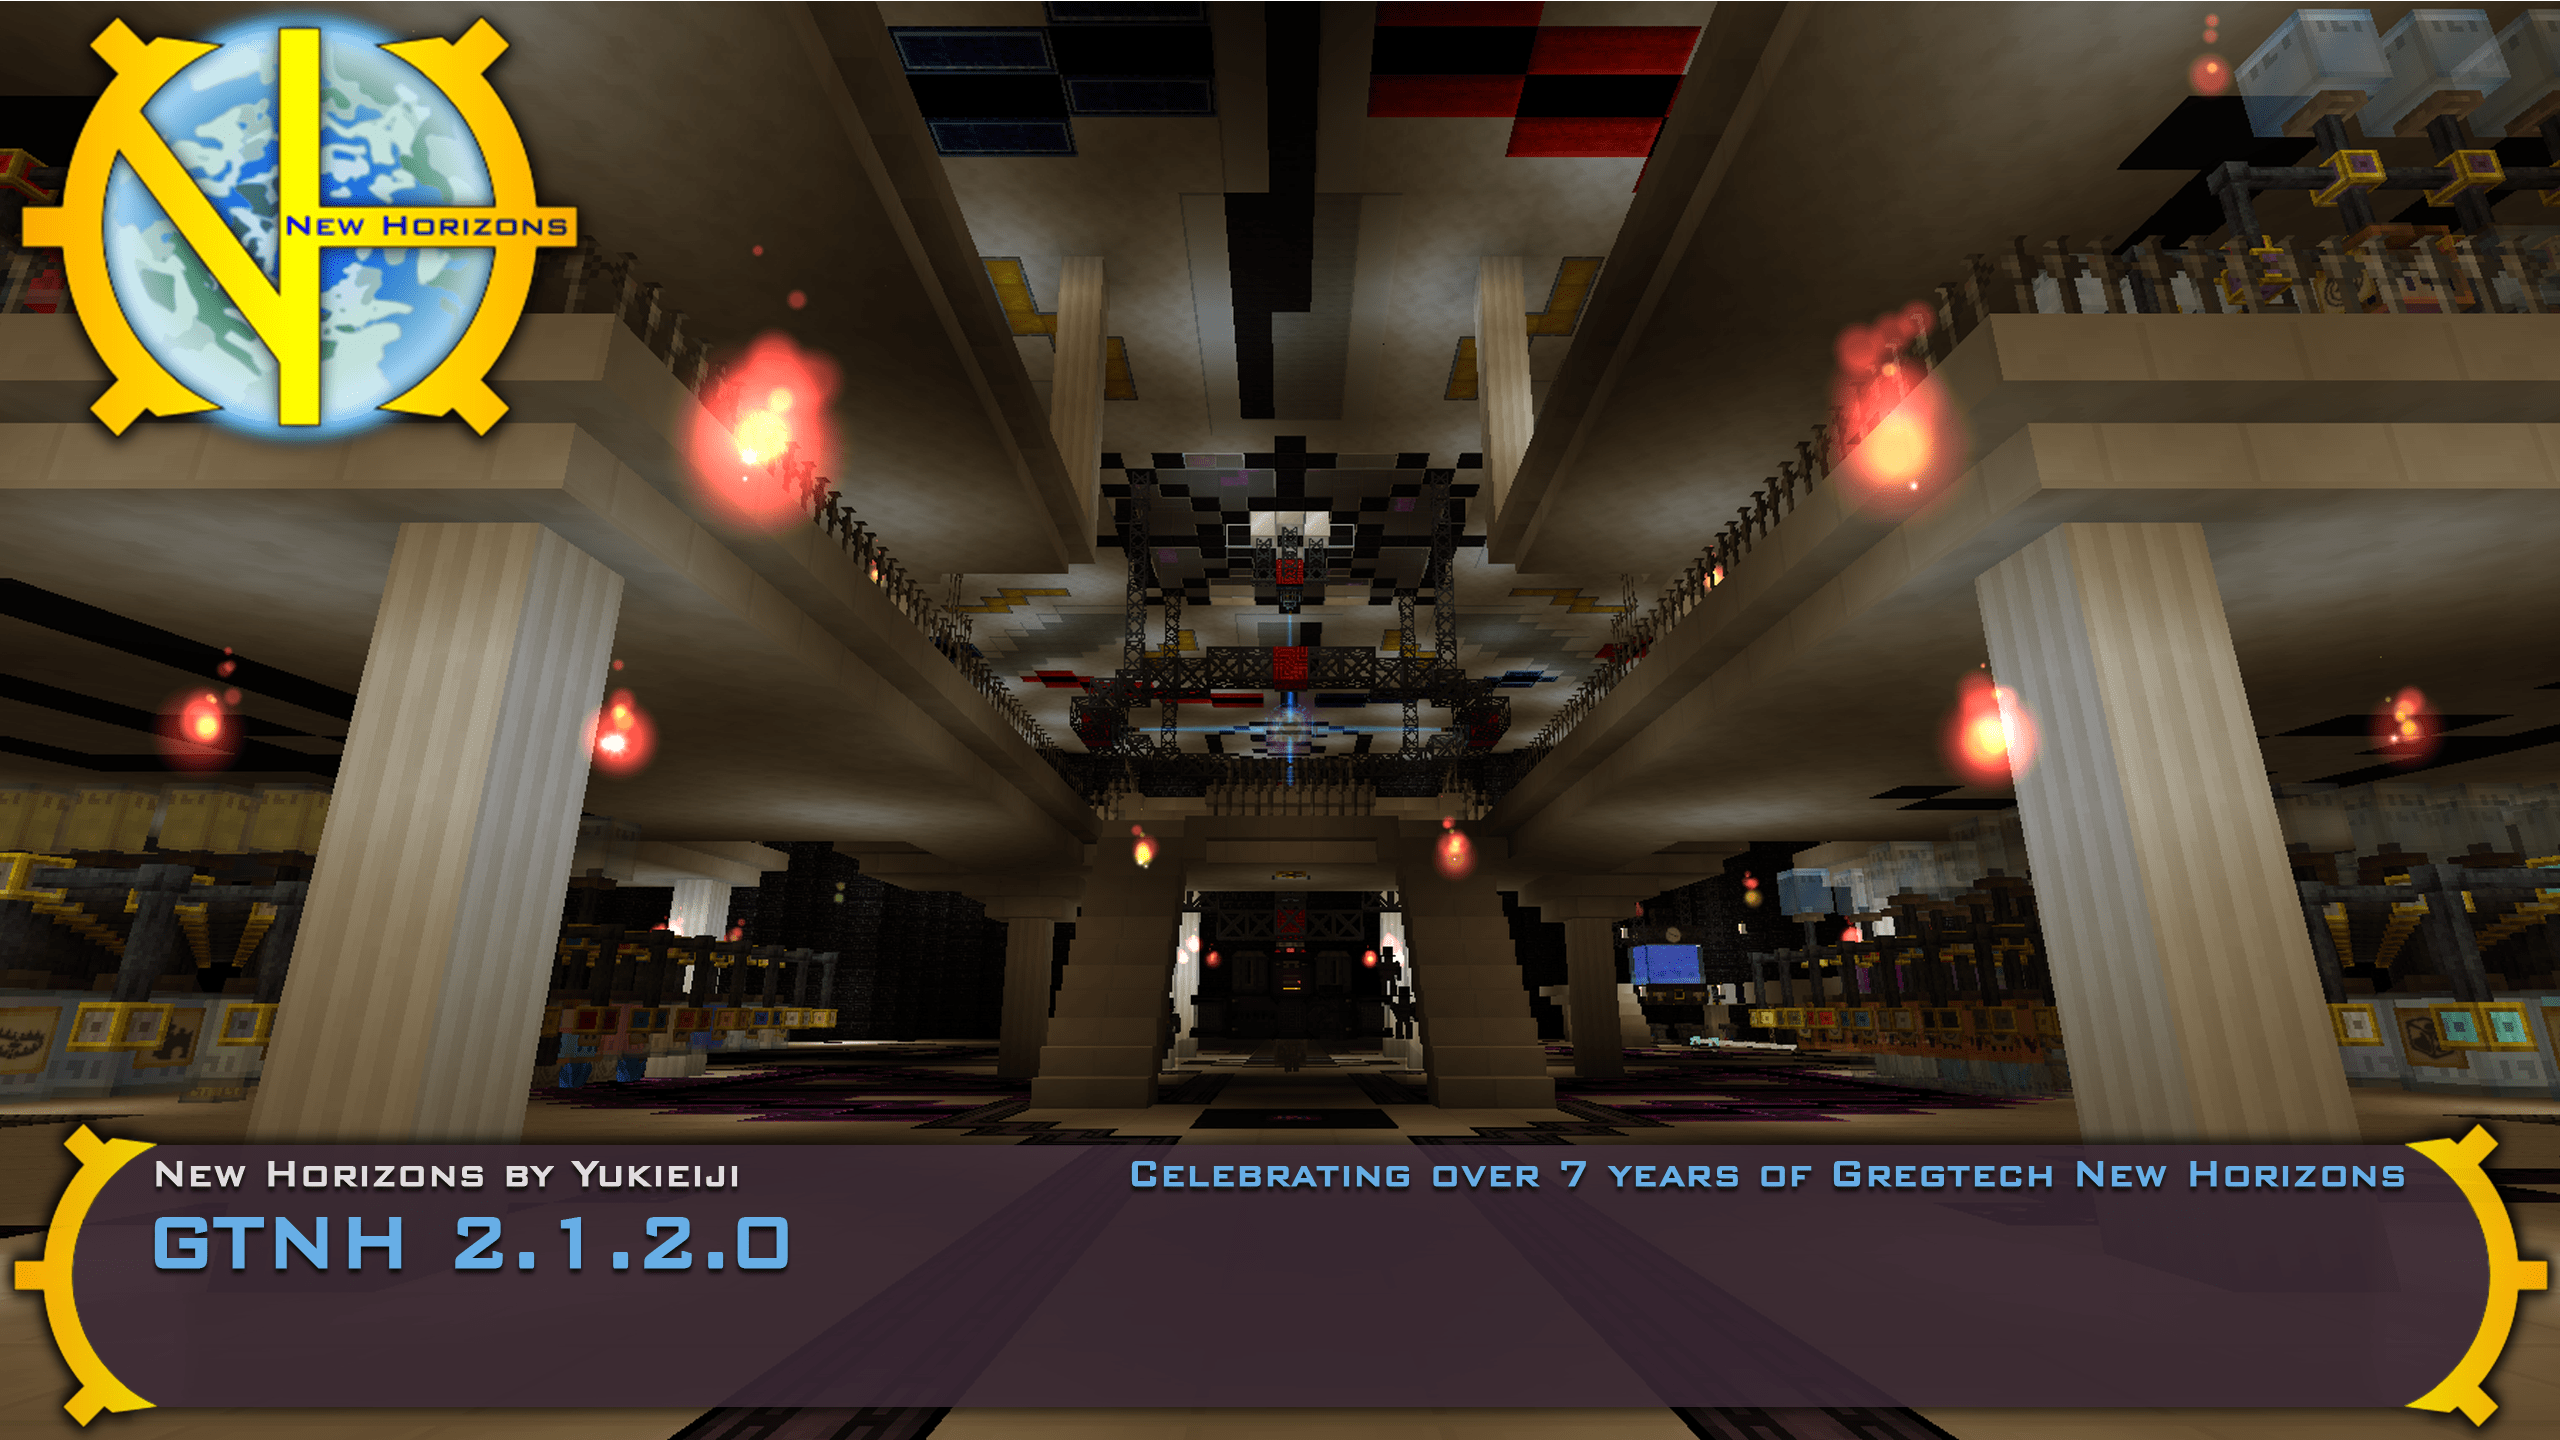 New Horizons
New Horizons by Yukieiji
Celebrating over 7 years of Gregtech New Horizons
GTNH 2.1.2.0